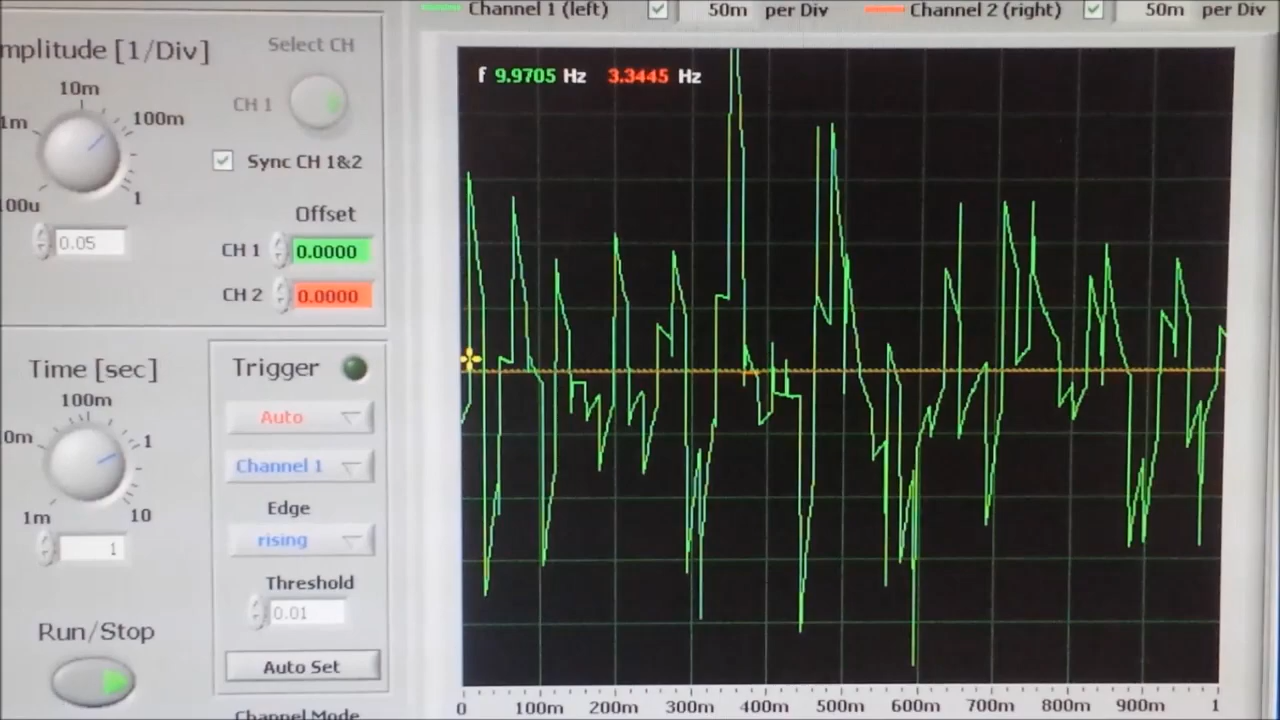 Channel 1 (left) 50m per Div Channel 2 (right) 50m per Div
mplitude [1/Div]
Select CH
10m
1m
100m
CH 1
Sync CH 1&2
100u
1
0.05
Offset
CH 1 0.0000
CH 2 0.0000
f 9.9705 Hz 3.3445 Hz
Time [sec]
100m
0m
1
1m
10
1
Trigger
Auto
Channel 1
Edge
rising
Threshold
0.01
Auto Set
Run/Stop
Channel Mode
0 100m 200m 300m 400m 500m 600m 700m 800m 900m 1